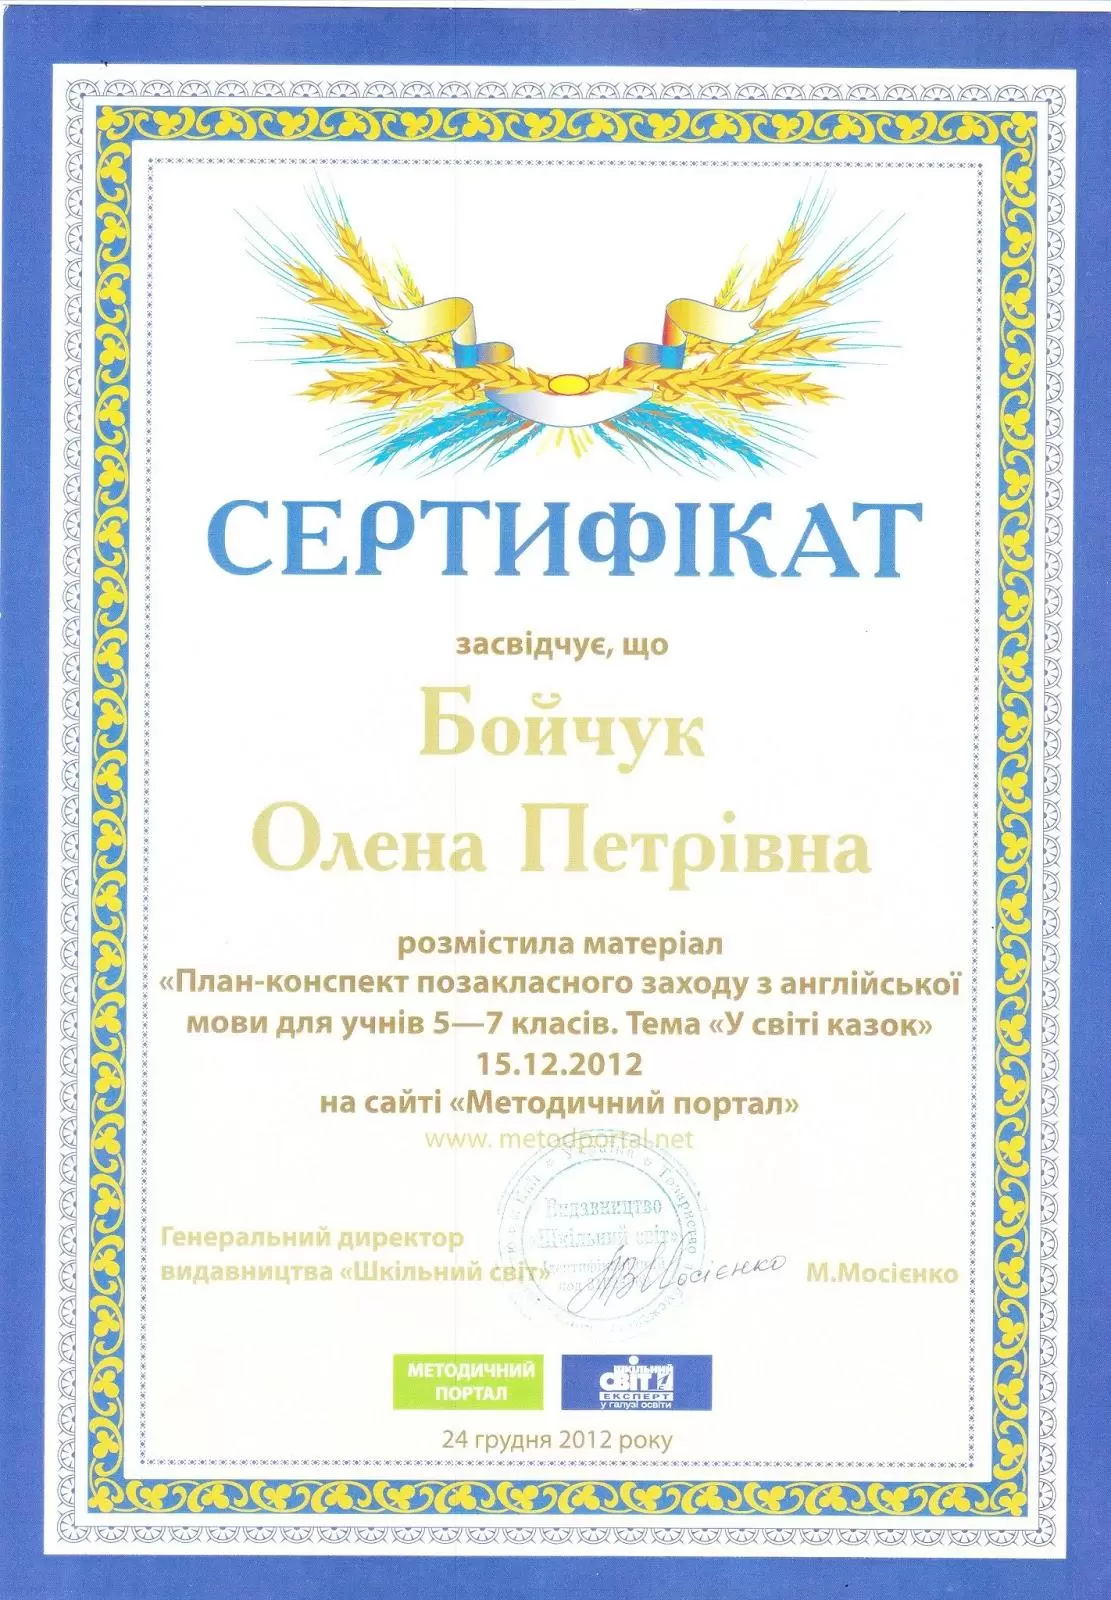 СЕРТИФІКАТ
засвідчує, що
Бойчук
Олена Петрівна
розмістила матеріал
«План-конспект позакласного заходу з англійської
мови для учнів 5—7 класів. Тема «У світі казок»
15.12.2012
на сайті «Методичний портал»
www. metodportal.net
Україна
Видавництво
«Шкільний світ»
Генеральний директор
видавництва «Шкільний світ»
Мосієнко
М.Мосієнко
МЕТОДИЧНИЙ
ПОРТАЛ
ШКІЛЬНИЙ
СВІТ
ЕКСПЕРТ
у галузі освіти
24 грудня 2012 року